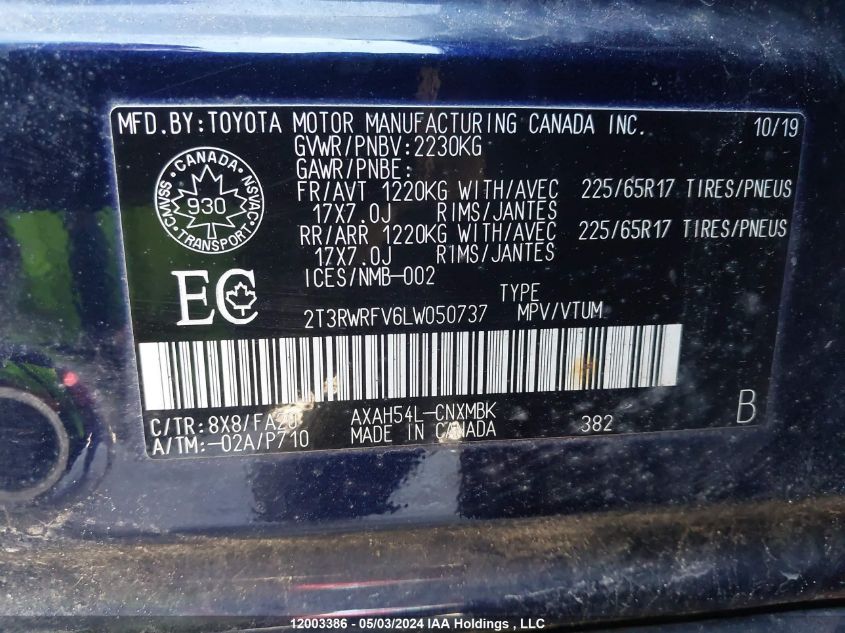 MFD.BY:TOYOTA MOTOR MANUFACTURING CANADA INC. 10/19
GVWR/PNBV:2230KG
GAWR/PNBE:
FR/AVT 1220KG WITH/AVEC 225/65R17 TIRES/PNEUS
17X7.0J RIMS/JANTES
RR/ARR 1220KG WITH/AVEC 225/65R17 TIRES/PNEUS
17X7.0J RIMS/JANTES
ICES/NMB-002
CANADA
CMVSS 930 NSVAC
TRANSPORT
EC
TYPE
2T3RWRFV6LW050737 MPV/VTUM
C/TR:8X8/FA20 AXAH54L-CNXMBK
A/TM:-02A/P710 MADE IN CANADA 382 B
12003386 - 05/03/2024 IAA Holdings , LLC